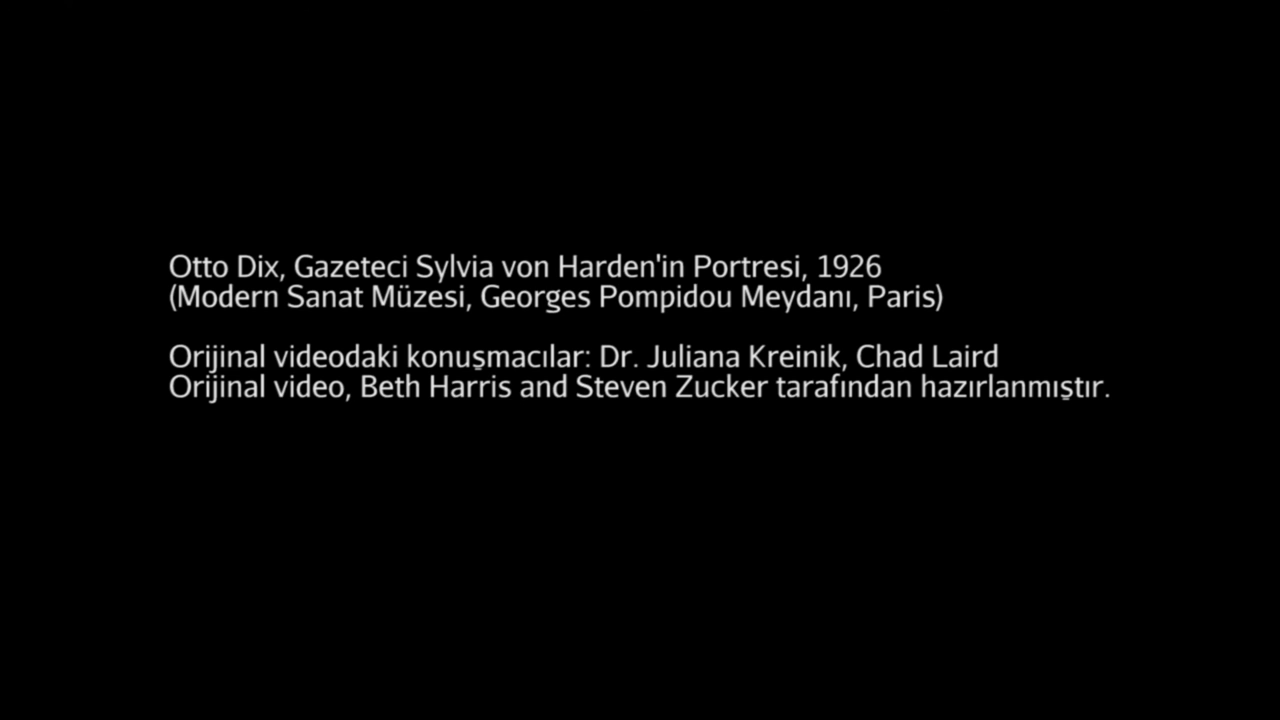 Otto Dix, Gazeteci Sylvia von Harden'in Portresi, 1926
(Modern Sanat Müzesi, Georges Pompidou Meydanı, Paris)
Orijinal videodaki konuşmacılar: Dr. Juliana Kreinik, Chad Laird
Orijinal video, Beth Harris and Steven Zucker tarafından hazırlanmıştır.